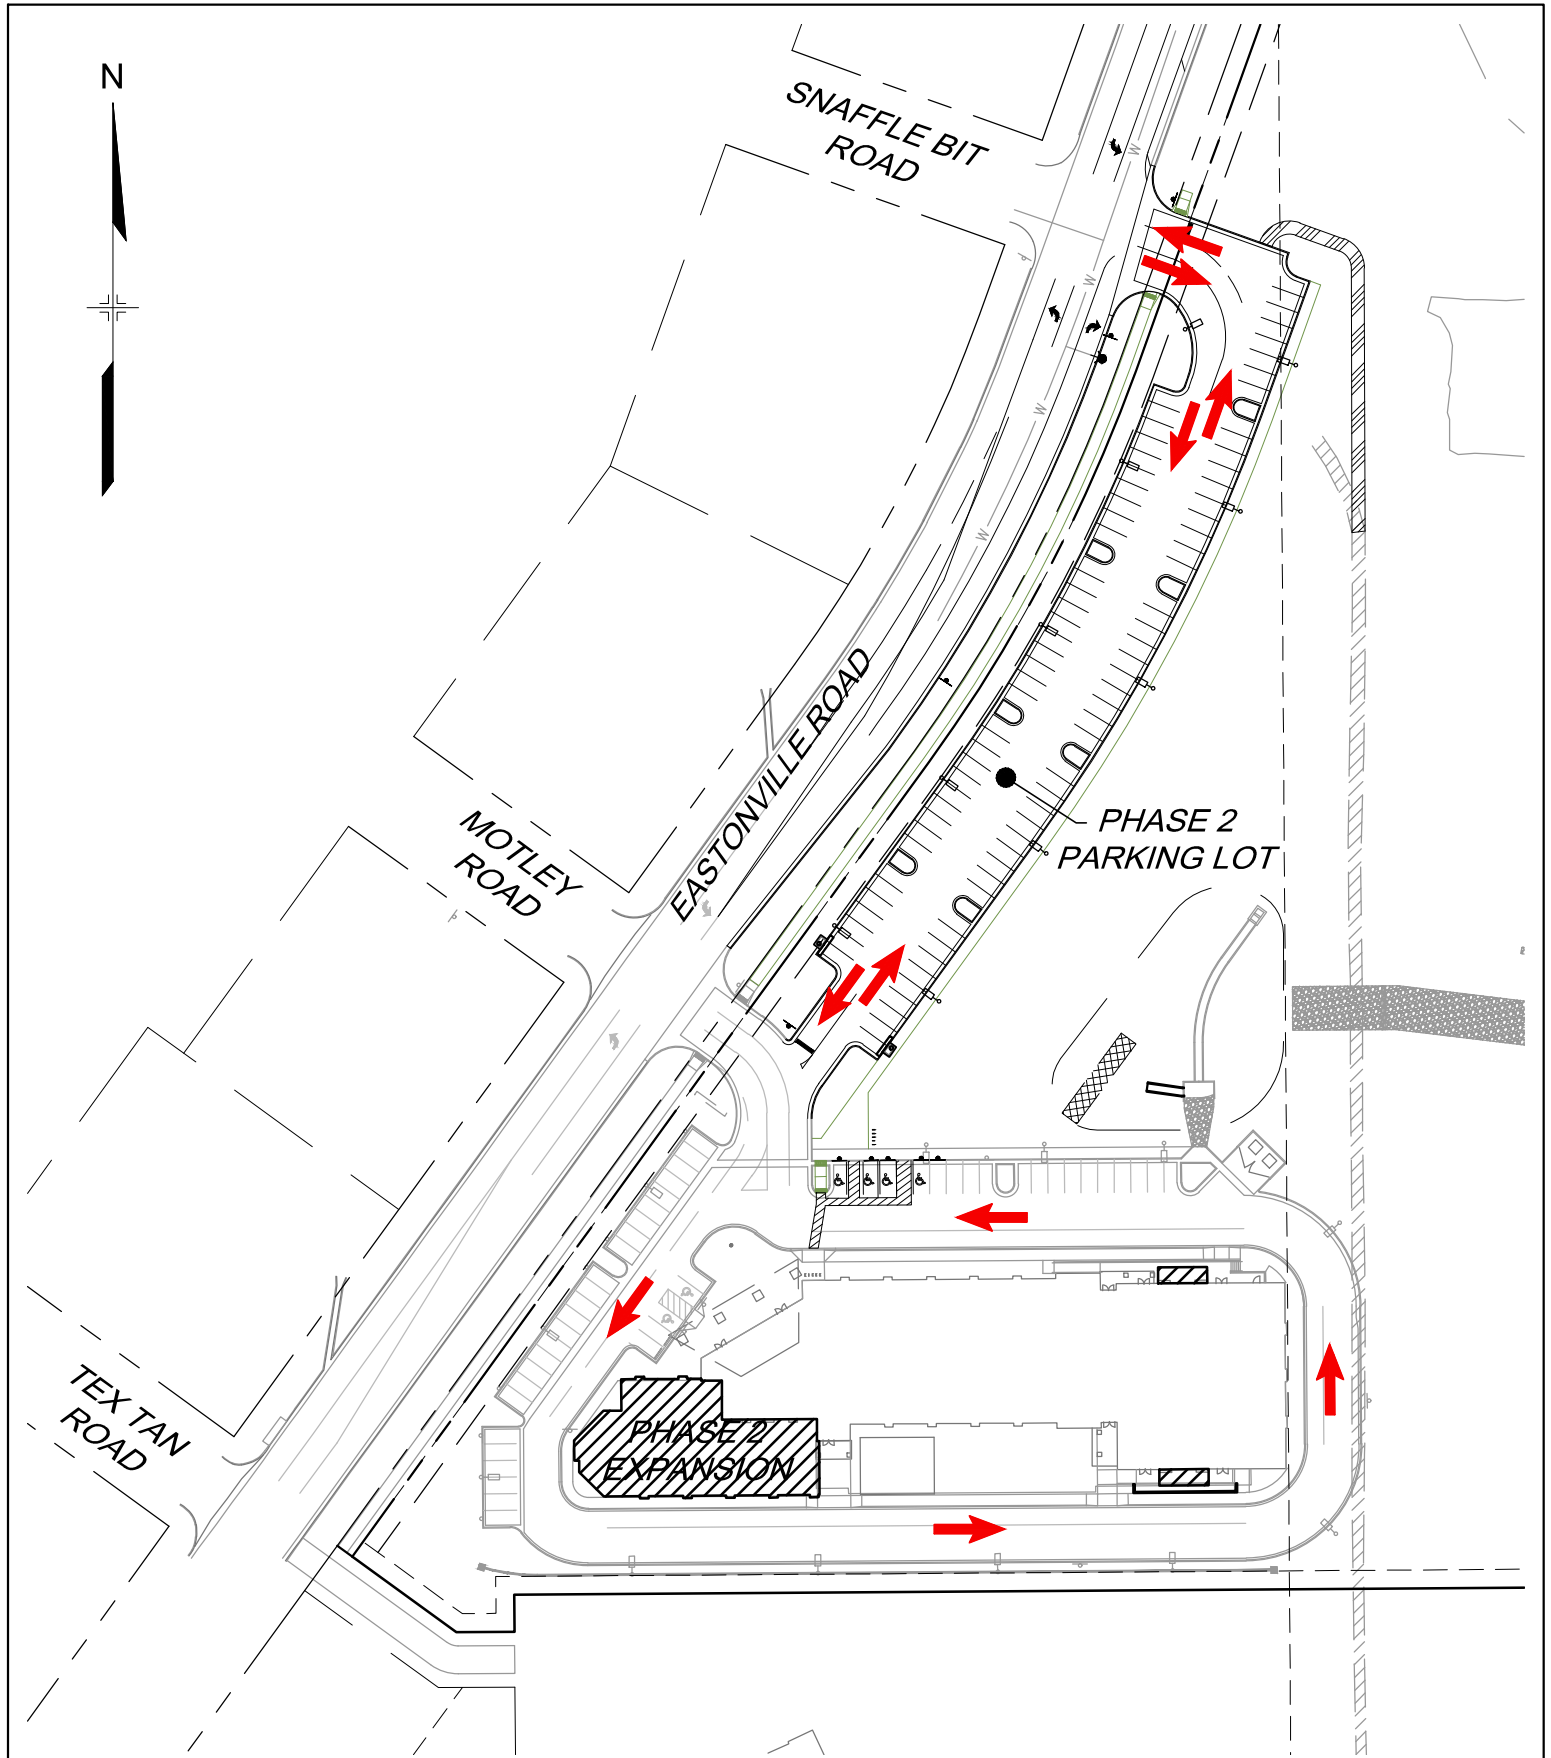 N
SNAFFLE BIT
ROAD
W
W
W
W
EASTONVILLE ROAD
MOTLEY
ROAD
PHASE 2
PARKING LOT
TEX TAN
ROAD
PHASE 2
EXPANSION